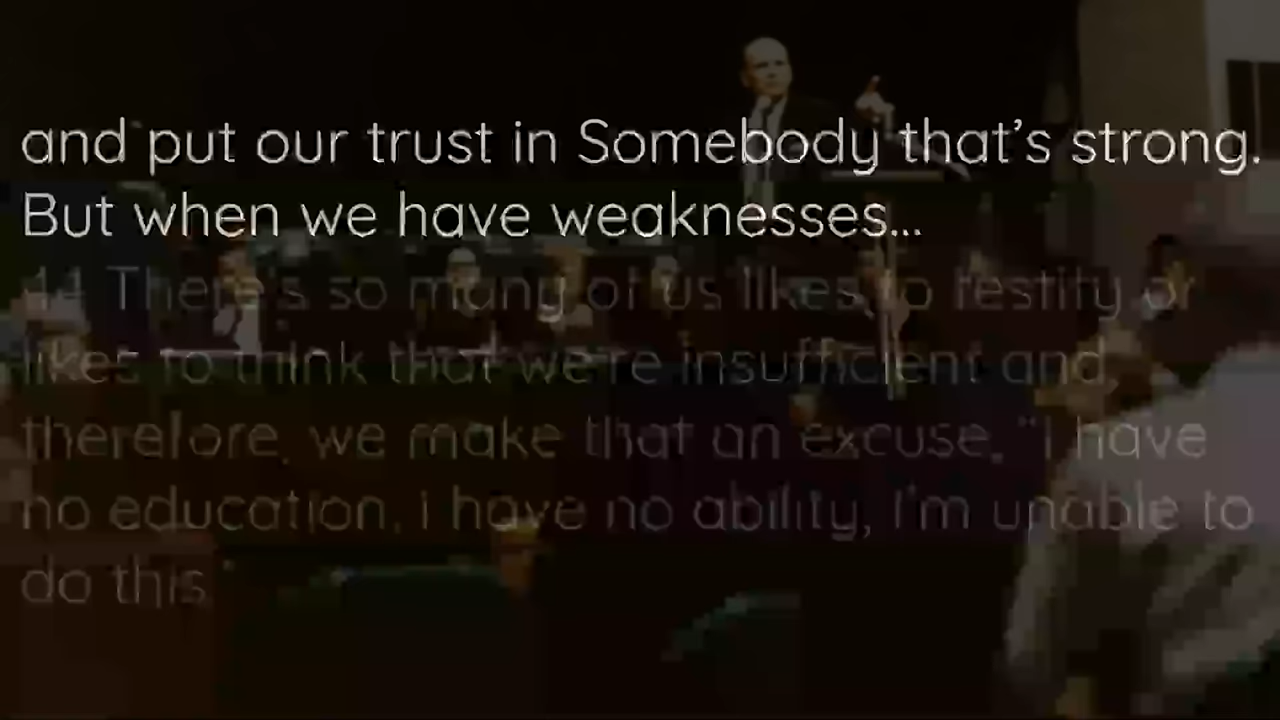 and put our trust in Somebody that’s strong.
But when we have weaknesses...
44 There’s so many of us likes to testify or
likes to think that we’re insufficient and
therefore, we make that an excuse, “I have
no education, I have no ability, I’m unable to
do this